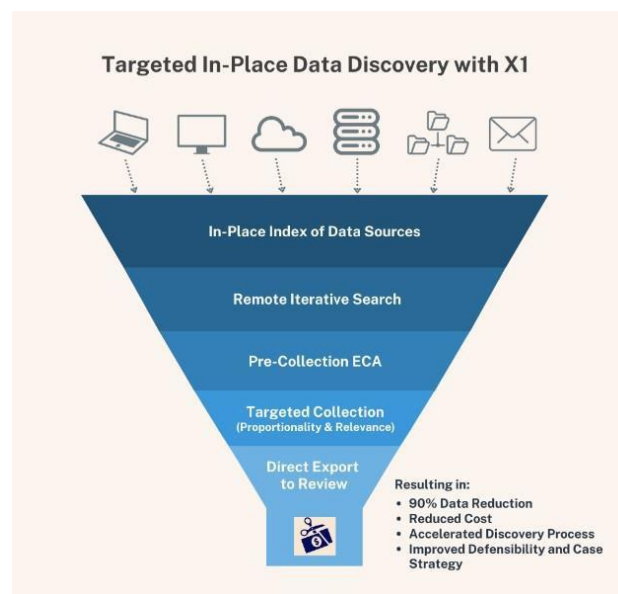 Targeted In-Place Data Discovery with X1
In-Place Index of Data Sources
Remote Iterative Search
Pre-Collection ECA
Targeted Collection
(Proportionality & Relevance)
Direct Export
to Review
$
Resulting in:
• 90% Data Reduction
• Reduced Cost
• Accelerated Discovery Process
• Improved Defensibility and Case
Strategy